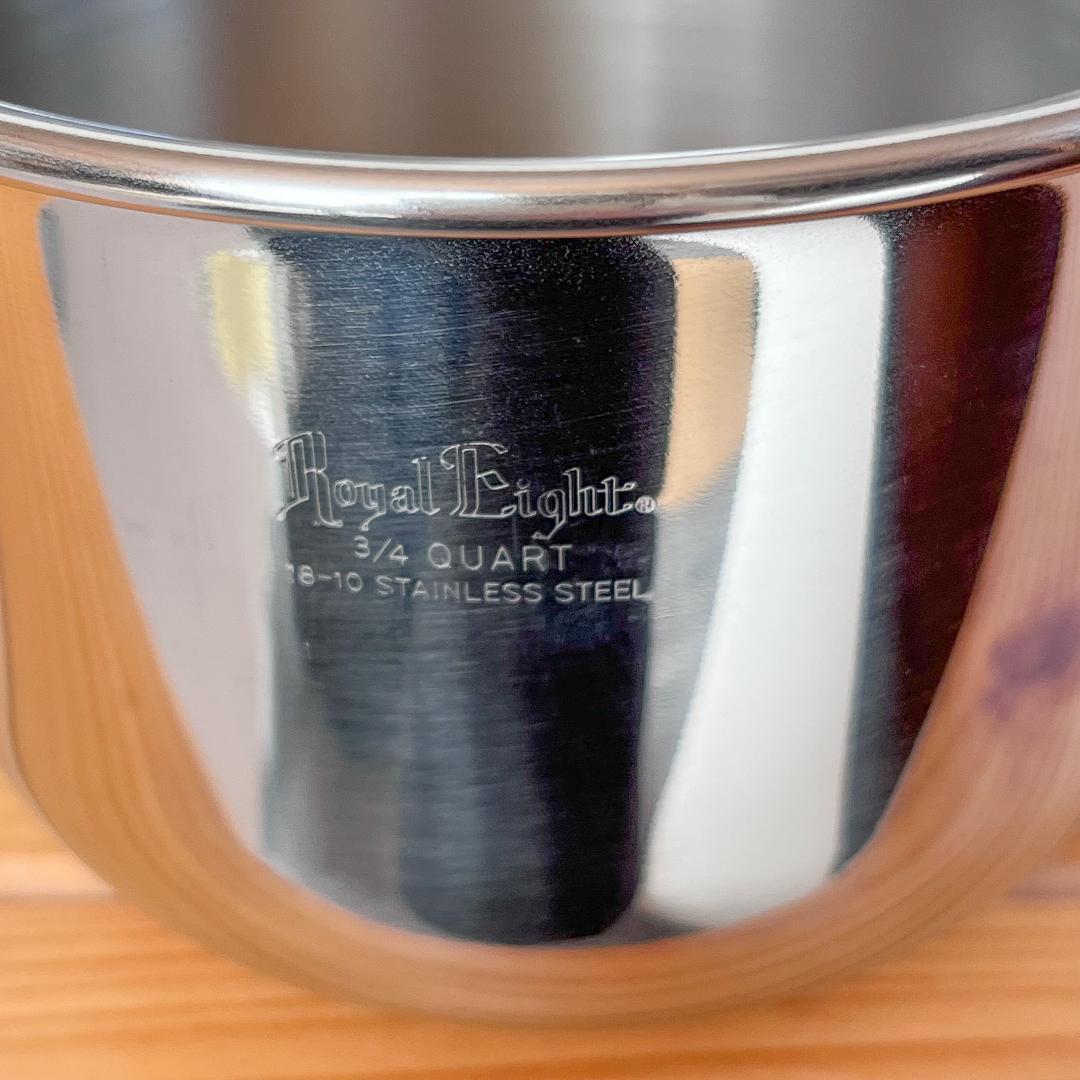 Royal Eight®
3/4 QUART
18-10 STAINLESS STEEL